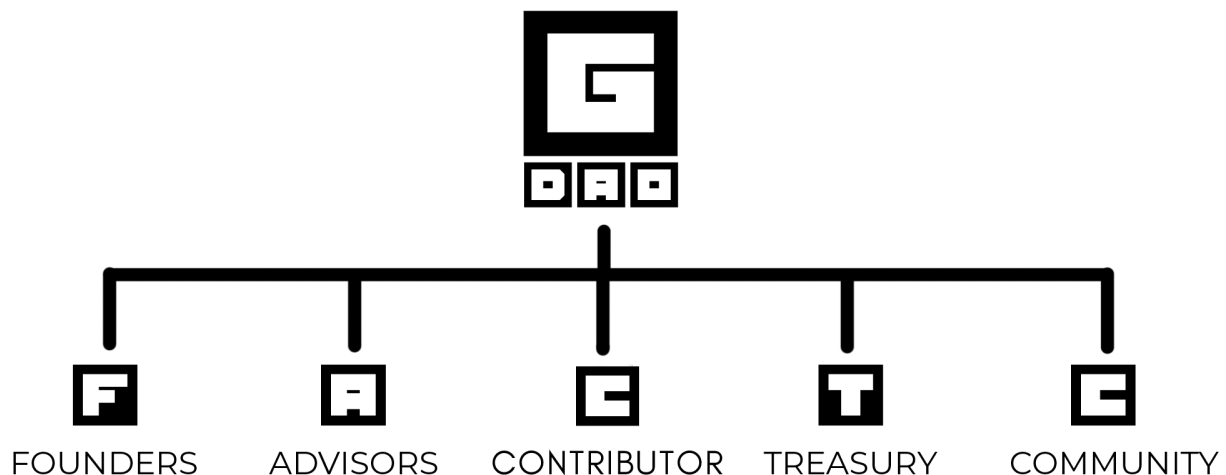 G
DAO
F A C T C
FOUNDERS ADVISORS CONTRIBUTOR TREASURY COMMUNITY